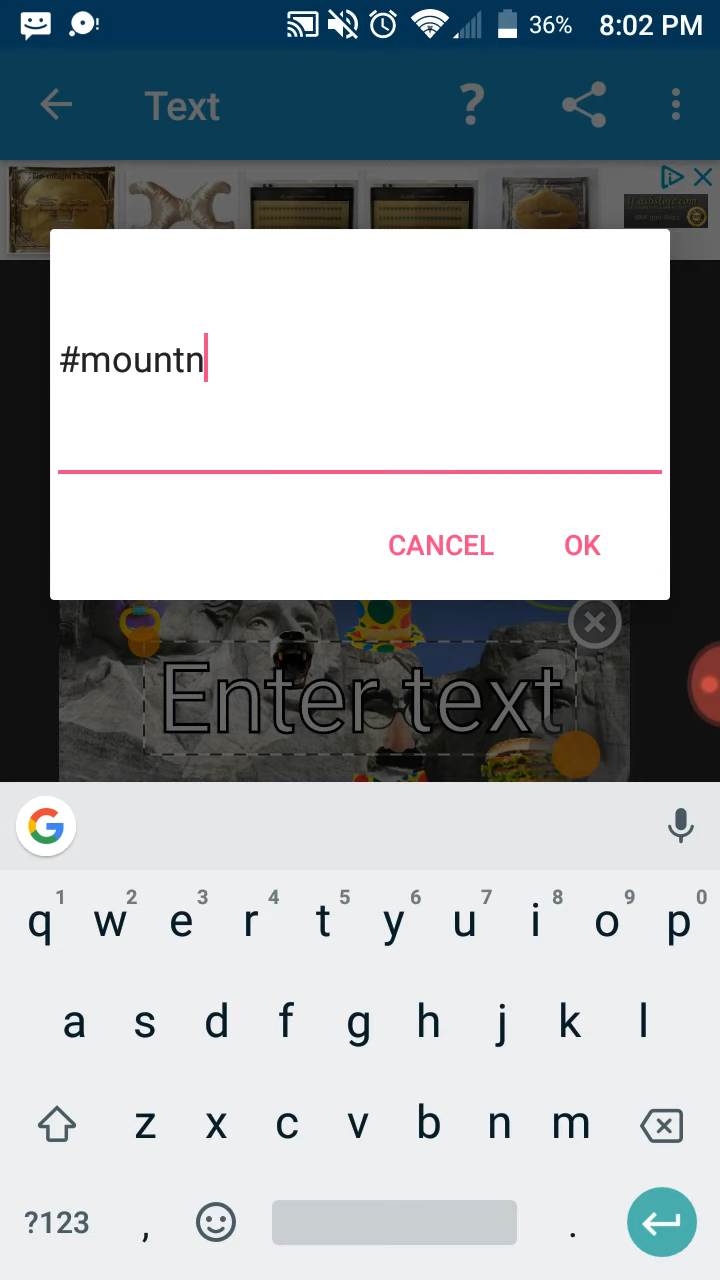 36% 8:02 PM
Text ?
#mountn
CANCEL OK
Enter text
1 2 3 4 5 6 7 8 9 0
q w e r t y u i o p
a s d f g h j k l
z x c v b n m
?123 , .